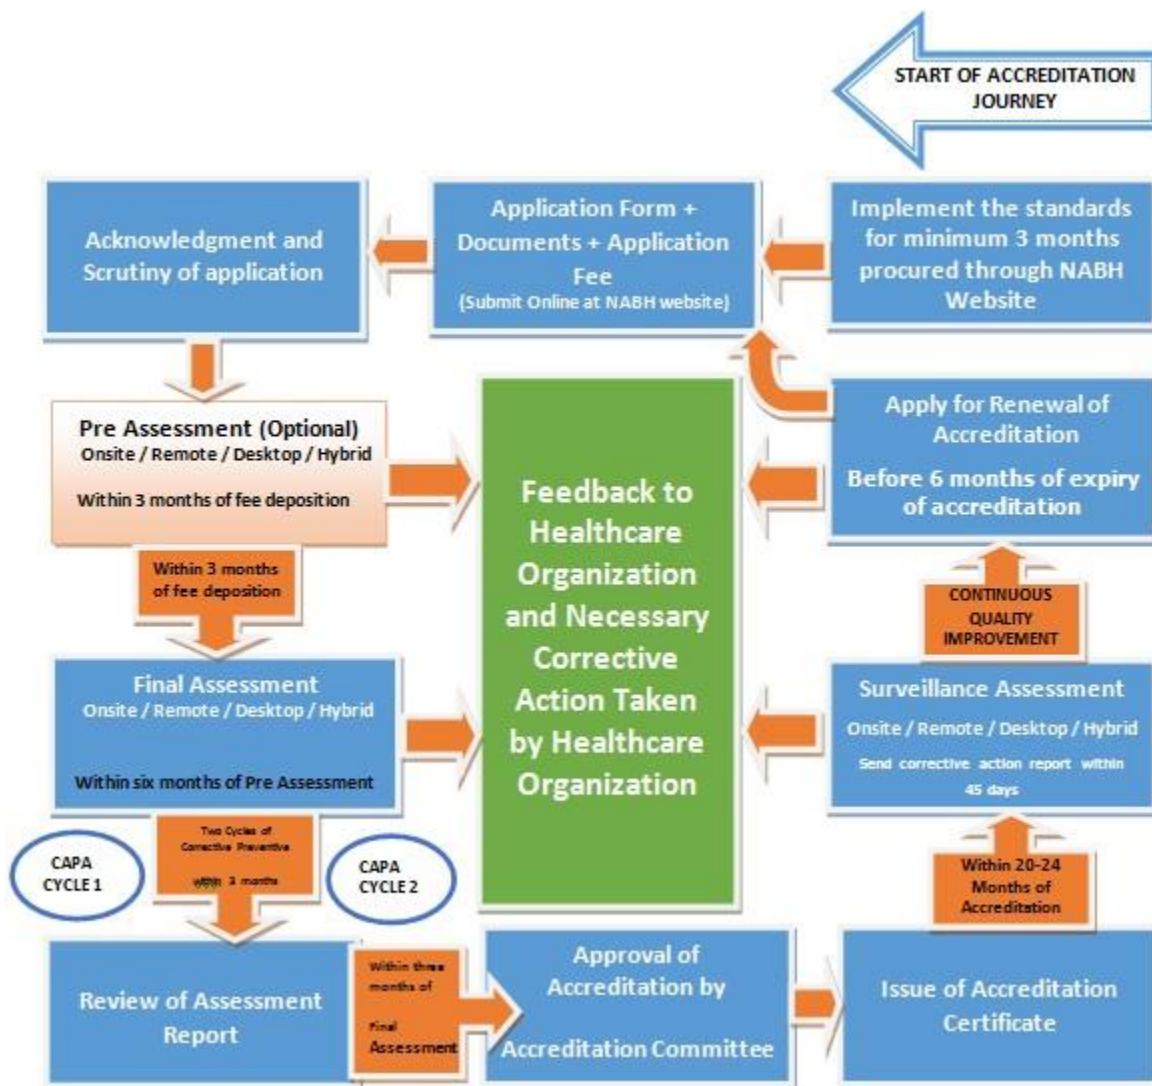 START OF ACCREDITATION
JOURNEY
Implement the standards
for minimum 3 months
procured through NABH
Website
Application Form +
Documents + Application
Fee
(Submit Online at NABH website)
Acknowledgment and
Scrutiny of application
Pre Assessment (Optional)
Onsite / Remote / Desktop / Hybrid
Within 3 months of fee deposition
Within 3 months
of fee deposition
Final Assessment
Onsite / Remote / Desktop / Hybrid
Within six months of Pre Assessment
CAPA
CYCLE 1
Two Cycles of
Corrective Preventive
within 3 months
CAPA
CYCLE 2
Review of Assessment
Report
Within three
months of
Final
Assessment
Approval of
Accreditation by
Accreditation Committee
Issue of Accreditation
Certificate
Within 20-24
Months of
Accreditation
Surveillance Assessment
Onsite / Remote / Desktop / Hybrid
Send corrective action report within
45 days
CONTINUOUS
QUALITY
IMPROVEMENT
Apply for Renewal of
Accreditation
Before 6 months of expiry
of accreditation
Feedback to
Healthcare
Organization
and Necessary
Corrective
Action Taken
by Healthcare
Organization